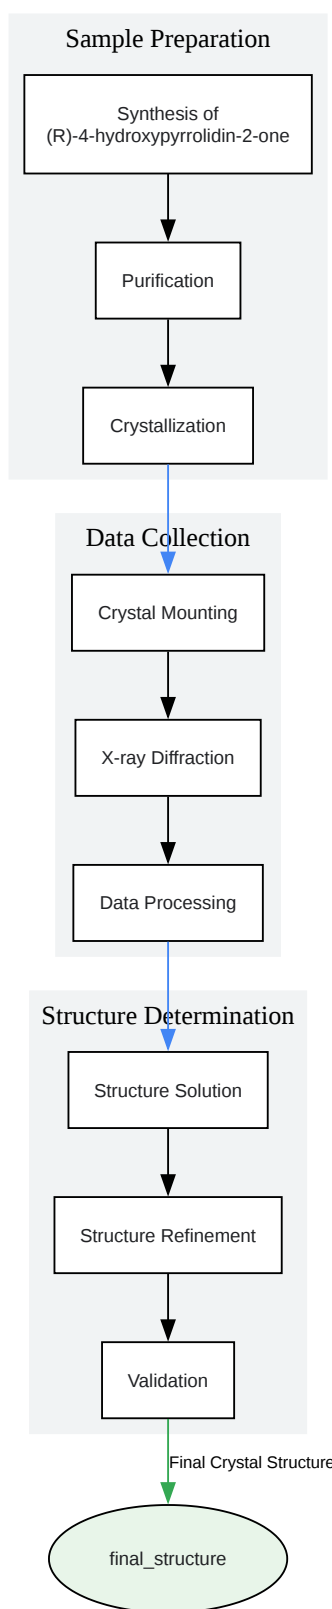 Sample Preparation
Synthesis of
(R)-4-hydroxypyrrolidin-2-one
Purification
Crystallization
Data Collection
Crystal Mounting
X-ray Diffraction
Data Processing
Structure Determination
Structure Solution
Structure Refinement
Validation
Final Crystal Structure
final_structure